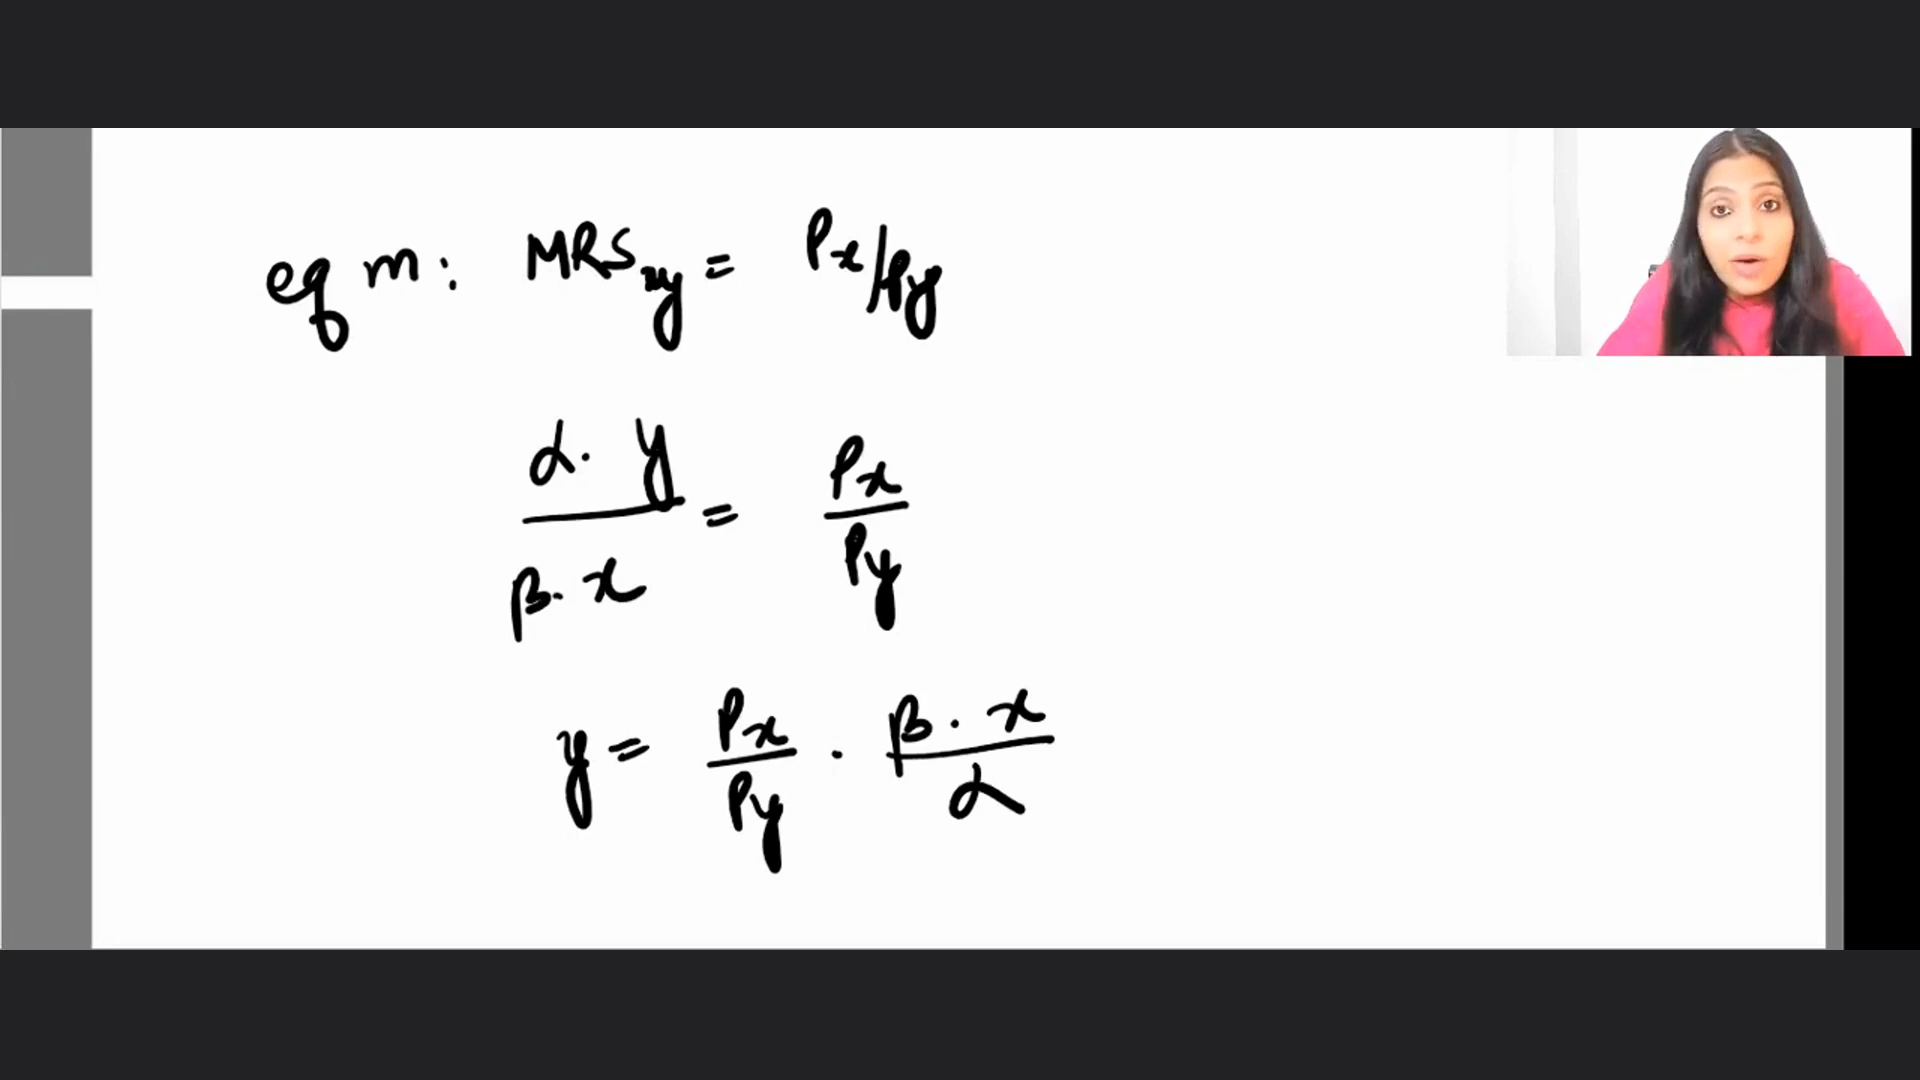 eqm: MRSxy = Px/Py
α. y / β. x = Px / Py
y = Px / Py . β. x / α